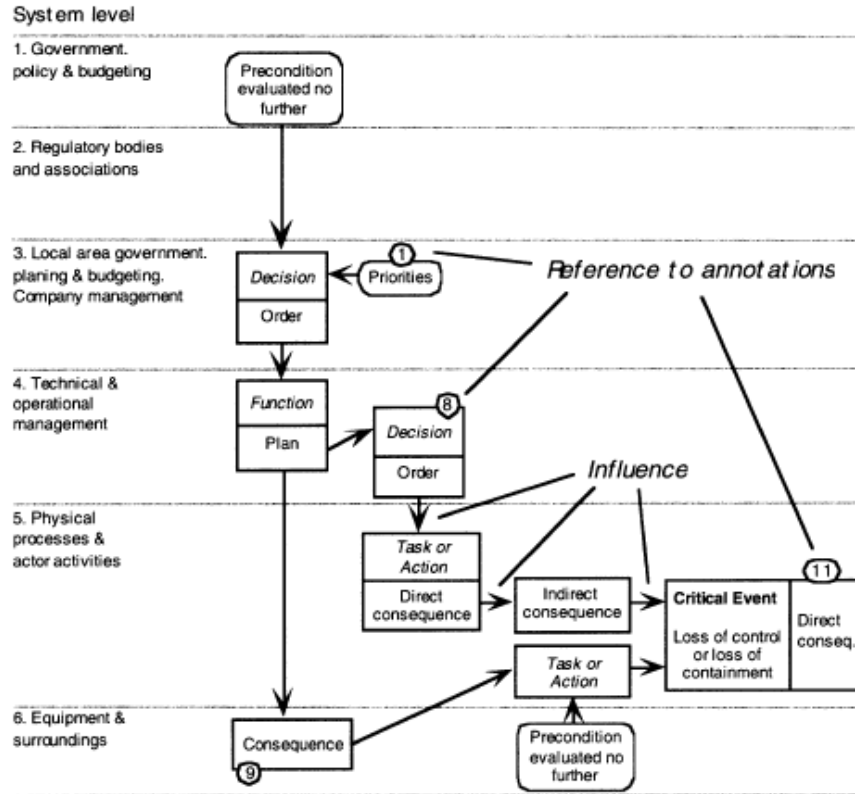 System level
1. Government.
policy & budgeting
Precondition
evaluated no
further
2. Regulatory bodies
and associations
3. Local area government.
planing & budgeting.
Company management
Decision
Order
1
Priorities
Reference to annotations
4. Technical &
operational
management
Function
Plan
8
Decision
Order
Influence
5. Physical
processes &
actor activities
Task or
Action
Direct
consequence
Indirect
consequence
Critical Event
Loss of control
or loss of
containment
11
Direct
conseq.
Task or
Action
6. Equipment &
surroundings
Consequence
9
Precondition
evaluated no
further